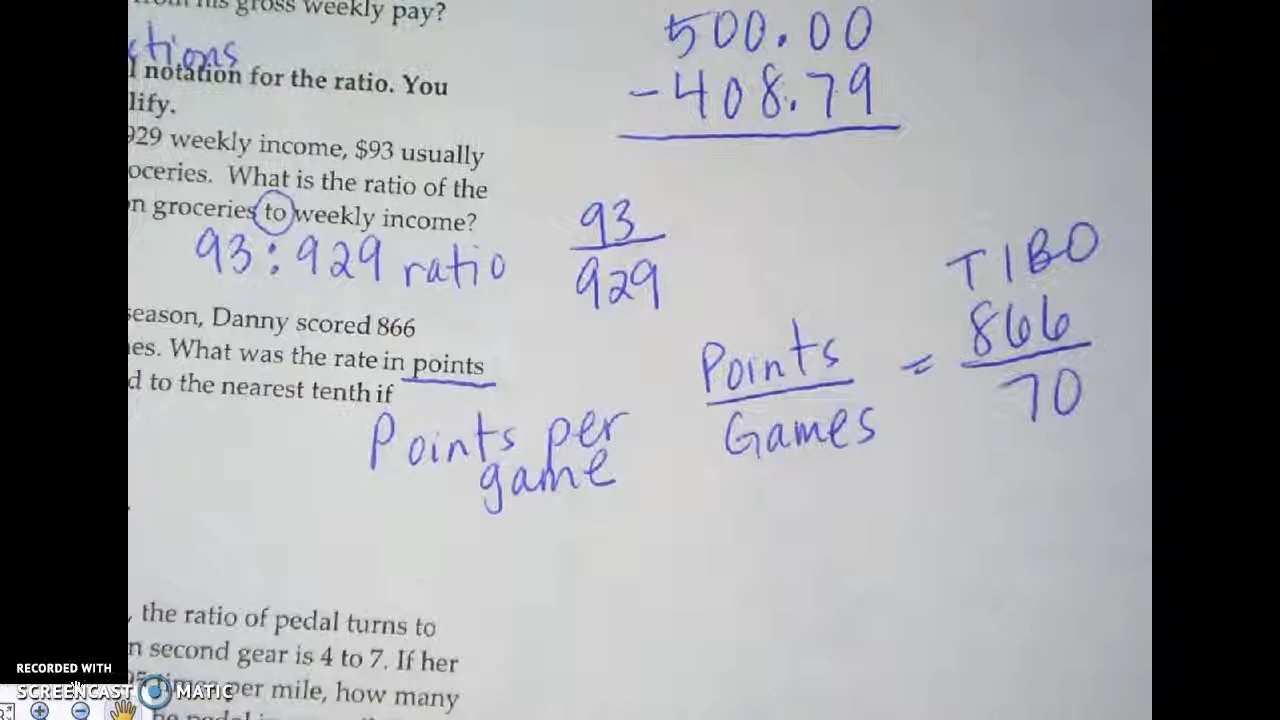 his gross weekly pay?
ctions
notation for the ratio. You
lify.
929 weekly income, $93 usually
oceries. What is the ratio of the
n groceries to weekly income?
93:929 ratio
93
929
500.00
-408.79
eason, Danny scored 866
es. What was the rate in points
d to the nearest tenth if
Points per
game
Points
Games
=
TIBO
866
70
, the ratio of pedal turns to
n second gear is 4 to 7. If her
times per mile, how many
RECORDED WITH
SCREENCAST MATIC